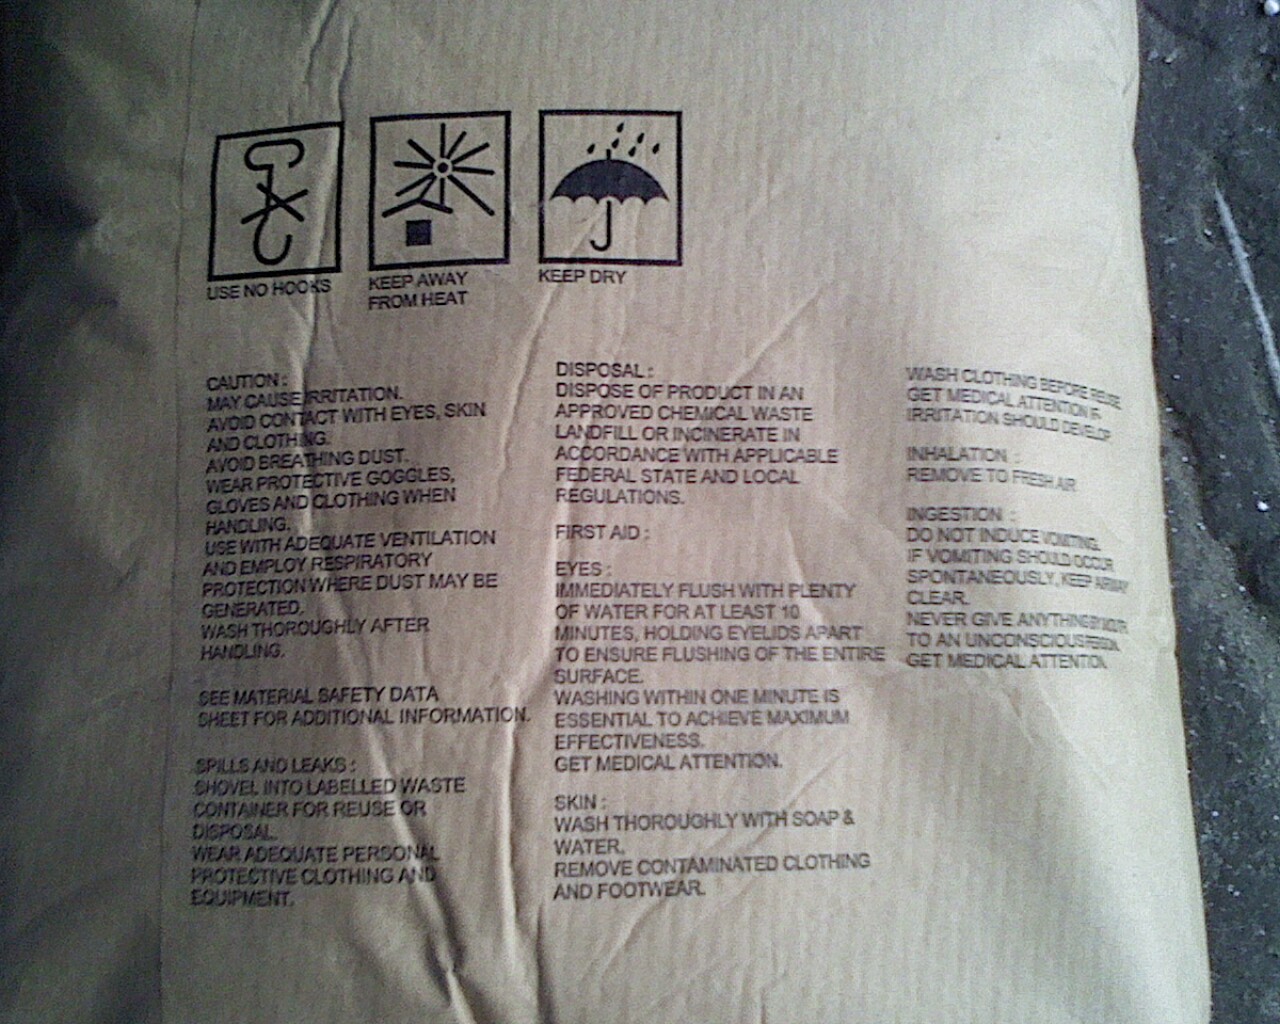 USE NO HOOKS
KEEP AWAY
FROM HEAT
KEEP DRY
CAUTION :
MAY CAUSE IRRITATION.
AVOID CONTACT WITH EYES, SKIN
AND CLOTHING.
AVOID BREATHING DUST.
WEAR PROTECTIVE GOGGLES,
GLOVES AND CLOTHING WHEN
HANDLING.
USE WITH ADEQUATE VENTILATION
AND EMPLOY RESPIRATORY
PROTECTION WHERE DUST MAY BE
GENERATED.
WASH THOROUGHLY AFTER
HANDLING.
SEE MATERIAL SAFETY DATA
SHEET FOR ADDITIONAL INFORMATION.
SPILLS AND LEAKS :
SHOVEL INTO LABELLED WASTE
CONTAINER FOR REUSE OR
DISPOSAL.
WEAR ADEQUATE PERSONAL
PROTECTIVE CLOTHING AND
EQUIPMENT.
DISPOSAL :
DISPOSE OF PRODUCT IN AN
APPROVED CHEMICAL WASTE
LANDFILL OR INCINERATE IN
ACCORDANCE WITH APPLICABLE
FEDERAL STATE AND LOCAL
REGULATIONS.
FIRST AID :
EYES :
IMMEDIATELY FLUSH WITH PLENTY
OF WATER FOR AT LEAST 10
MINUTES, HOLDING EYELIDS APART
TO ENSURE FLUSHING OF THE ENTIRE
SURFACE.
WASHING WITHIN ONE MINUTE IS
ESSENTIAL TO ACHIEVE MAXIMUM
EFFECTIVENESS.
GET MEDICAL ATTENTION.
SKIN :
WASH THOROUGHLY WITH SOAP &
WATER.
REMOVE CONTAMINATED CLOTHING
AND FOOTWEAR.
WASH CLOTHING BEFORE REUSE
GET MEDICAL ATTENTION IF
IRRITATION SHOULD DEVELOP
INHALATION :
REMOVE TO FRESH AIR
INGESTION :
DO NOT INDUCE VOMITING.
IF VOMITING SHOULD OCCUR
SPONTANEOUSLY, KEEP AIRWAY
CLEAR.
NEVER GIVE ANYTHING BY MOUTH
TO AN UNCONSCIOUS PERSON.
GET MEDICAL ATTENTION.